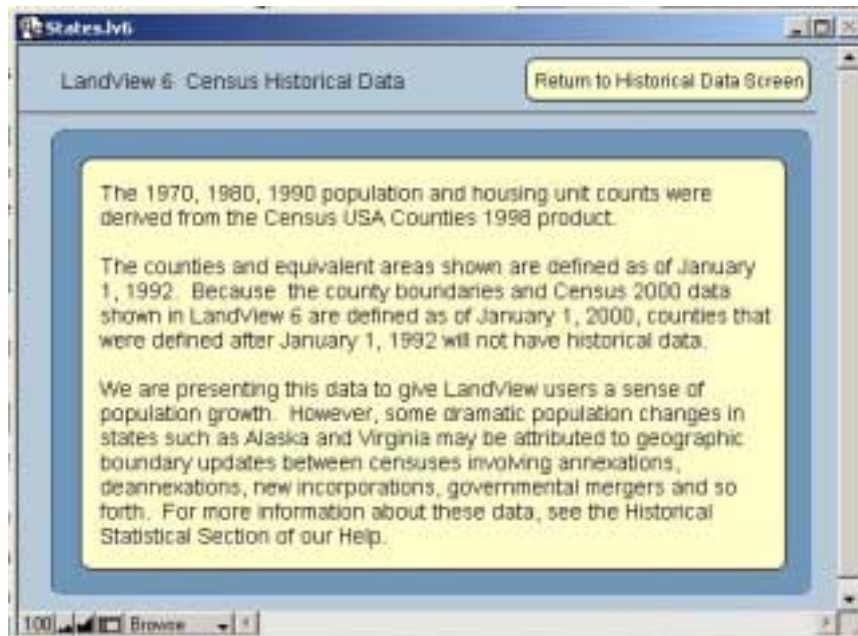 States.lv6
LandView 6 Census Historical Data
Return to Historical Data Screen
The 1970, 1980, 1990 population and housing unit counts were
derived from the Census USA Counties 1998 product.
The counties and equivalent areas shown are defined as of January
1, 1992. Because the county boundaries and Census 2000 data
shown in LandView 6 are defined as of January 1, 2000, counties that
were defined after January 1, 1992 will not have historical data.
We are presenting this data to give LandView users a sense of
population growth. However, some dramatic population changes in
states such as Alaska and Virginia may be attributed to geographic
boundary updates between censuses involving annexations,
deannexations, new incorporations, governmental mergers and so
forth. For more information about these data, see the Historical
Statistical Section of our Help.
100 Browse